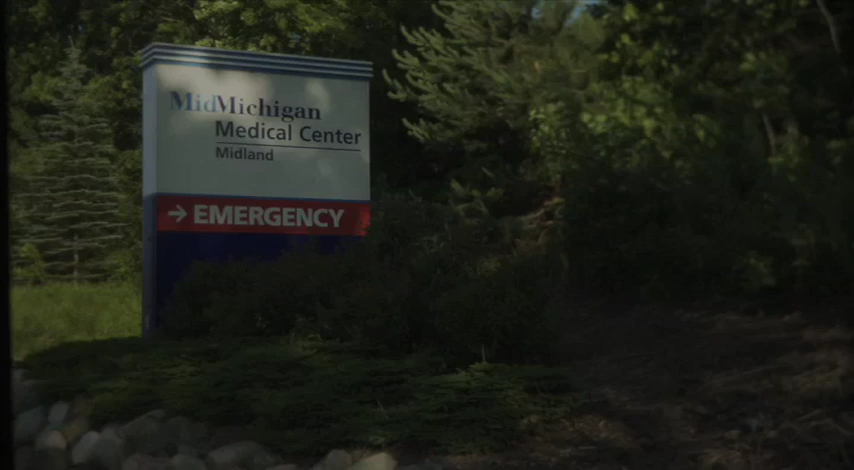 MidMichigan
Medical Center
Midland
→ EMERGENCY